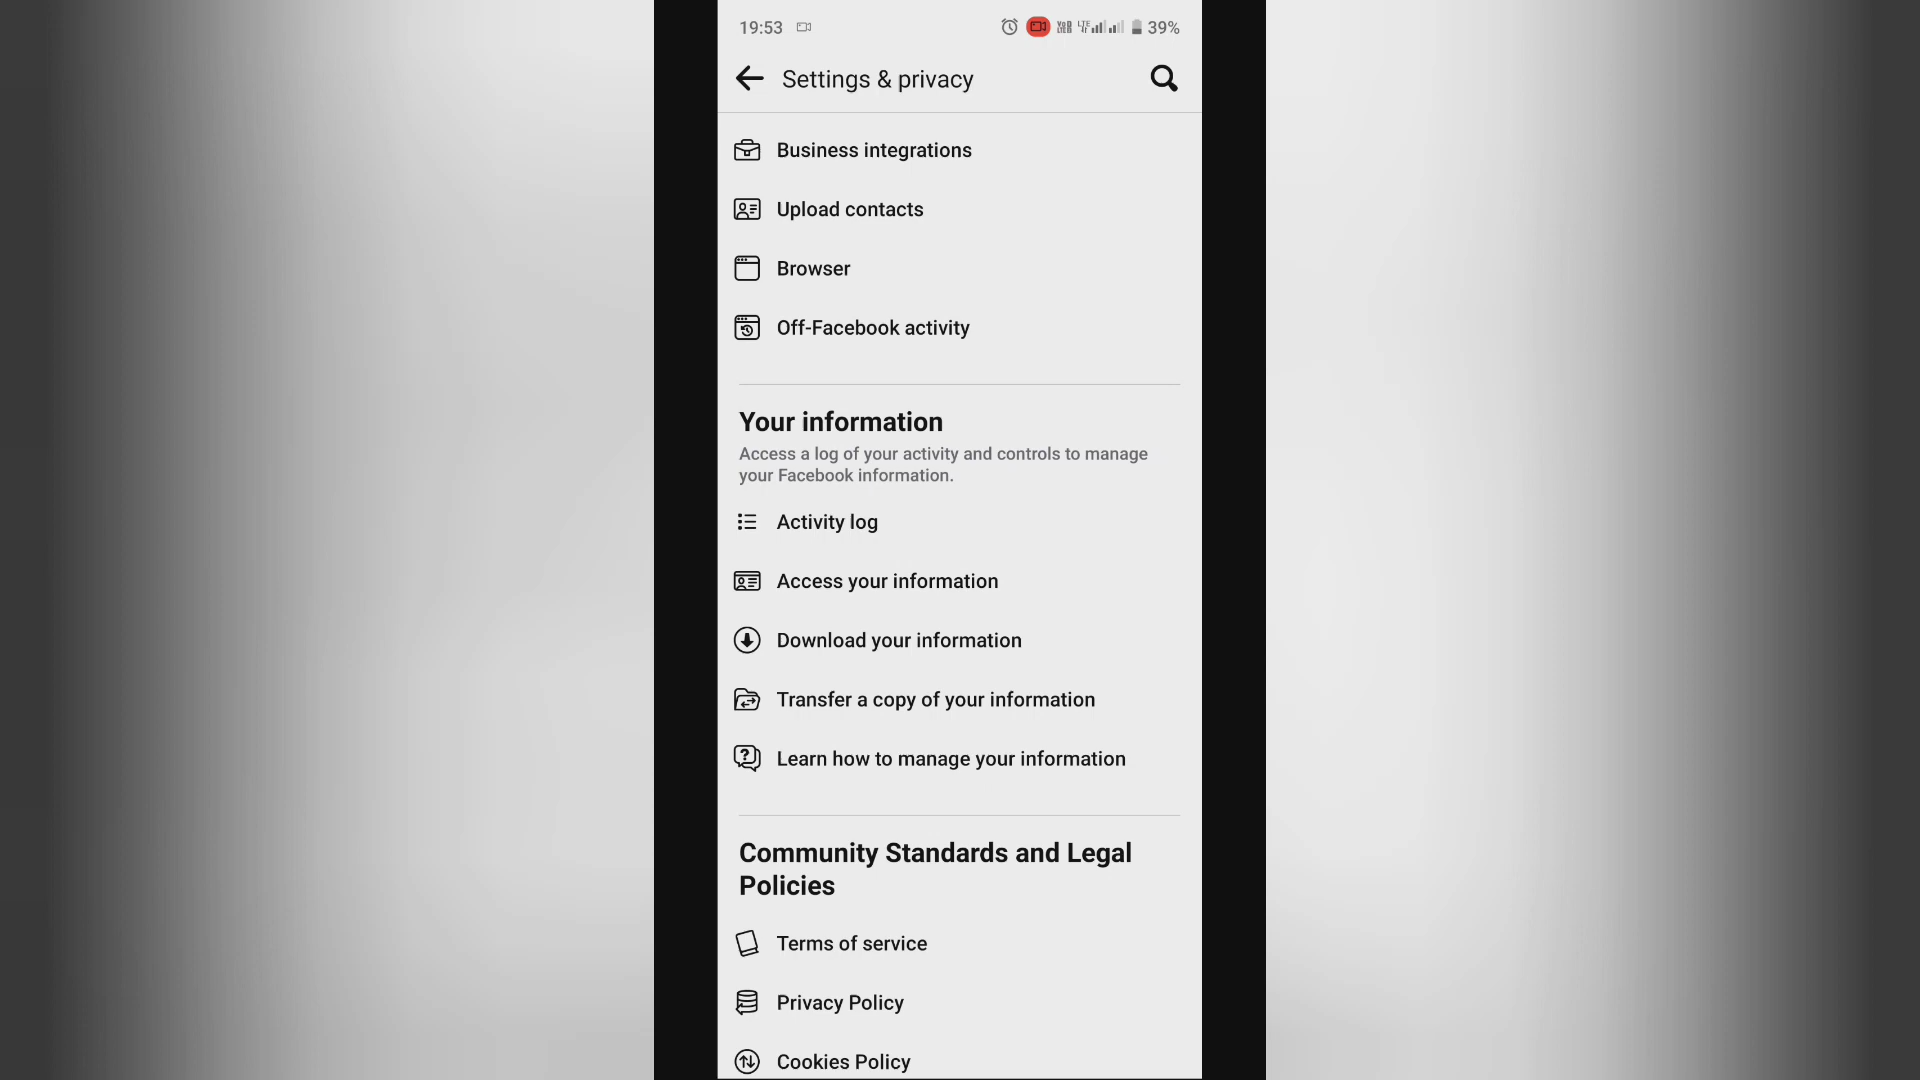 19:53 39%
Settings & privacy
Business integrations
Upload contacts
Browser
Off-Facebook activity
Your information
Access a log of your activity and controls to manage
your Facebook information.
Activity log
Access your information
Download your information
Transfer a copy of your information
Learn how to manage your information
Community Standards and Legal
Policies
Terms of service
Privacy Policy
Cookies Policy